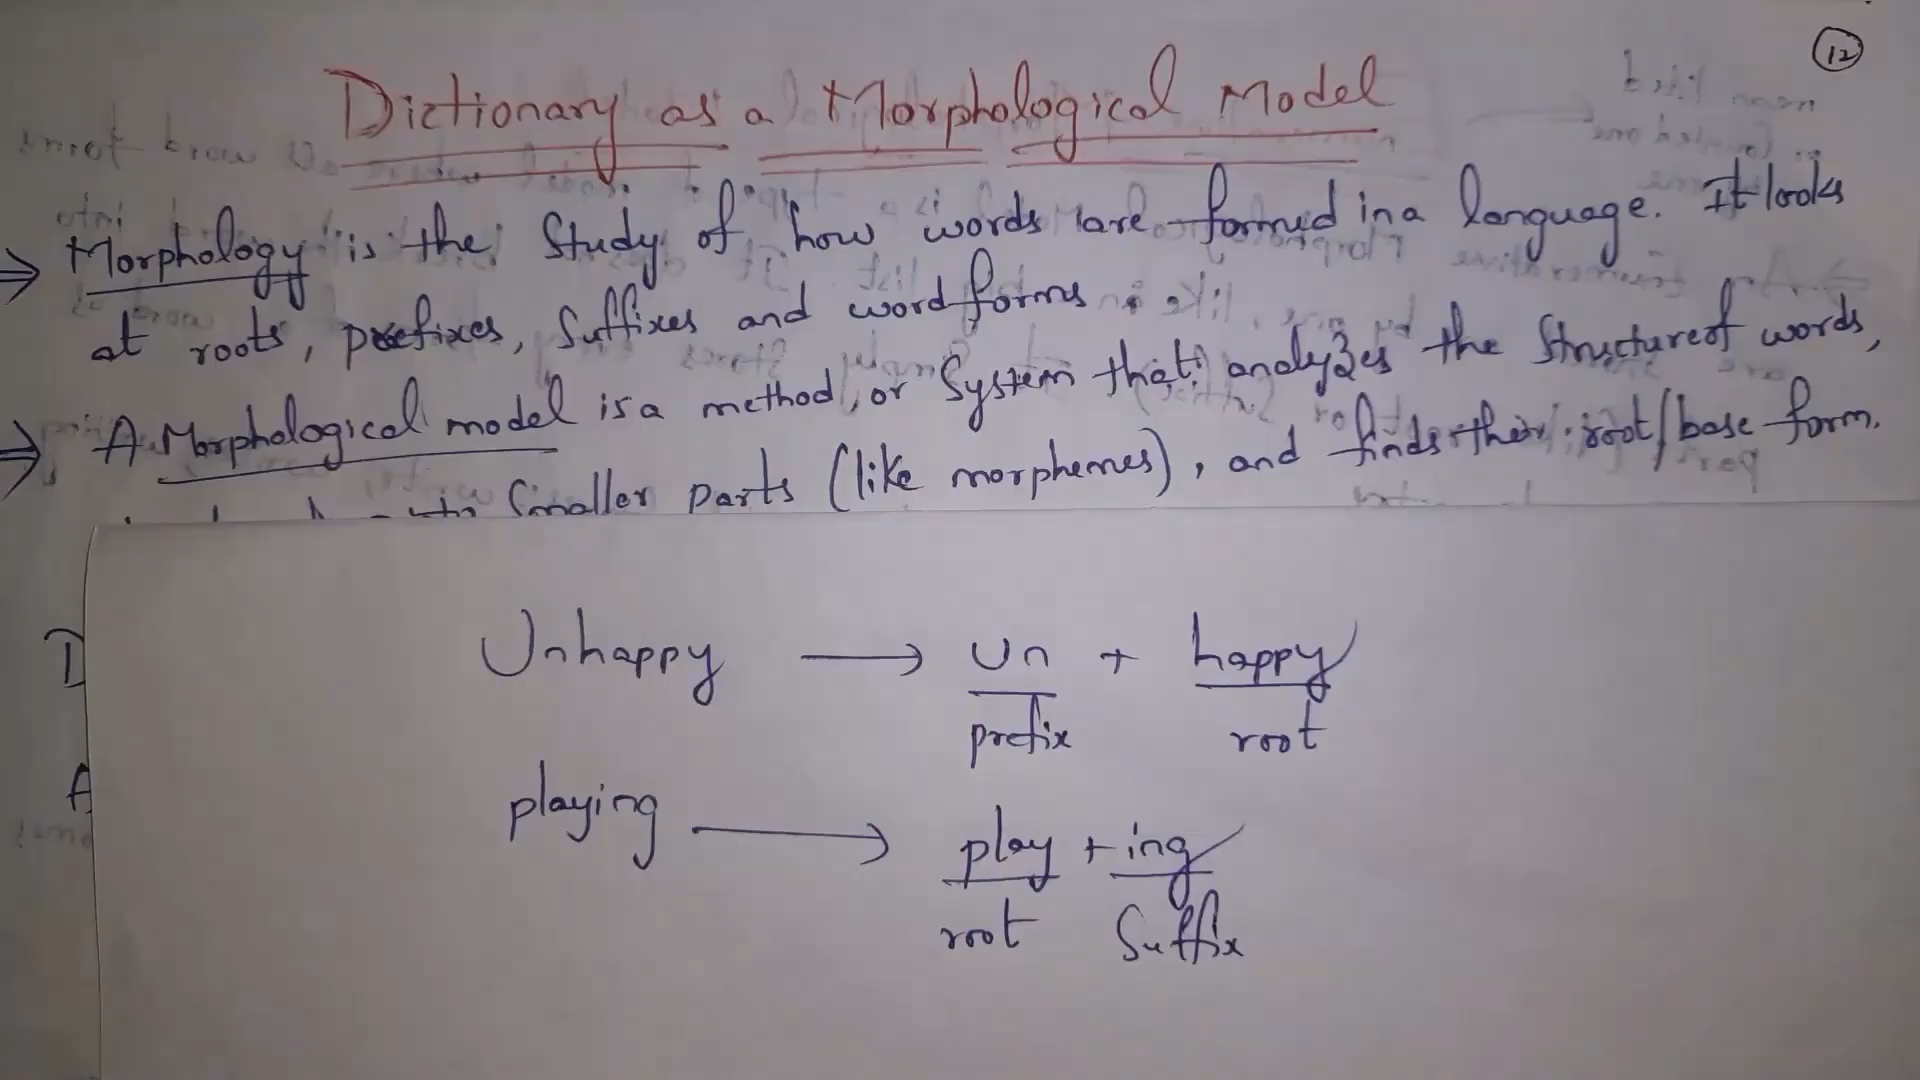 12
Dictionary as a Morphological Model
⇒ Morphology is the Study of how words are formed in a language. It looks
at roots, prefixes, Suffixes and word forms.
⇒ A Morphological model is a method, or System that analyzes the Structure of words,
Smaller parts (like morphemes), and finds their root/base form.
Unhappy → Un + happy
prefix root
playing → play + ing
root Suffix